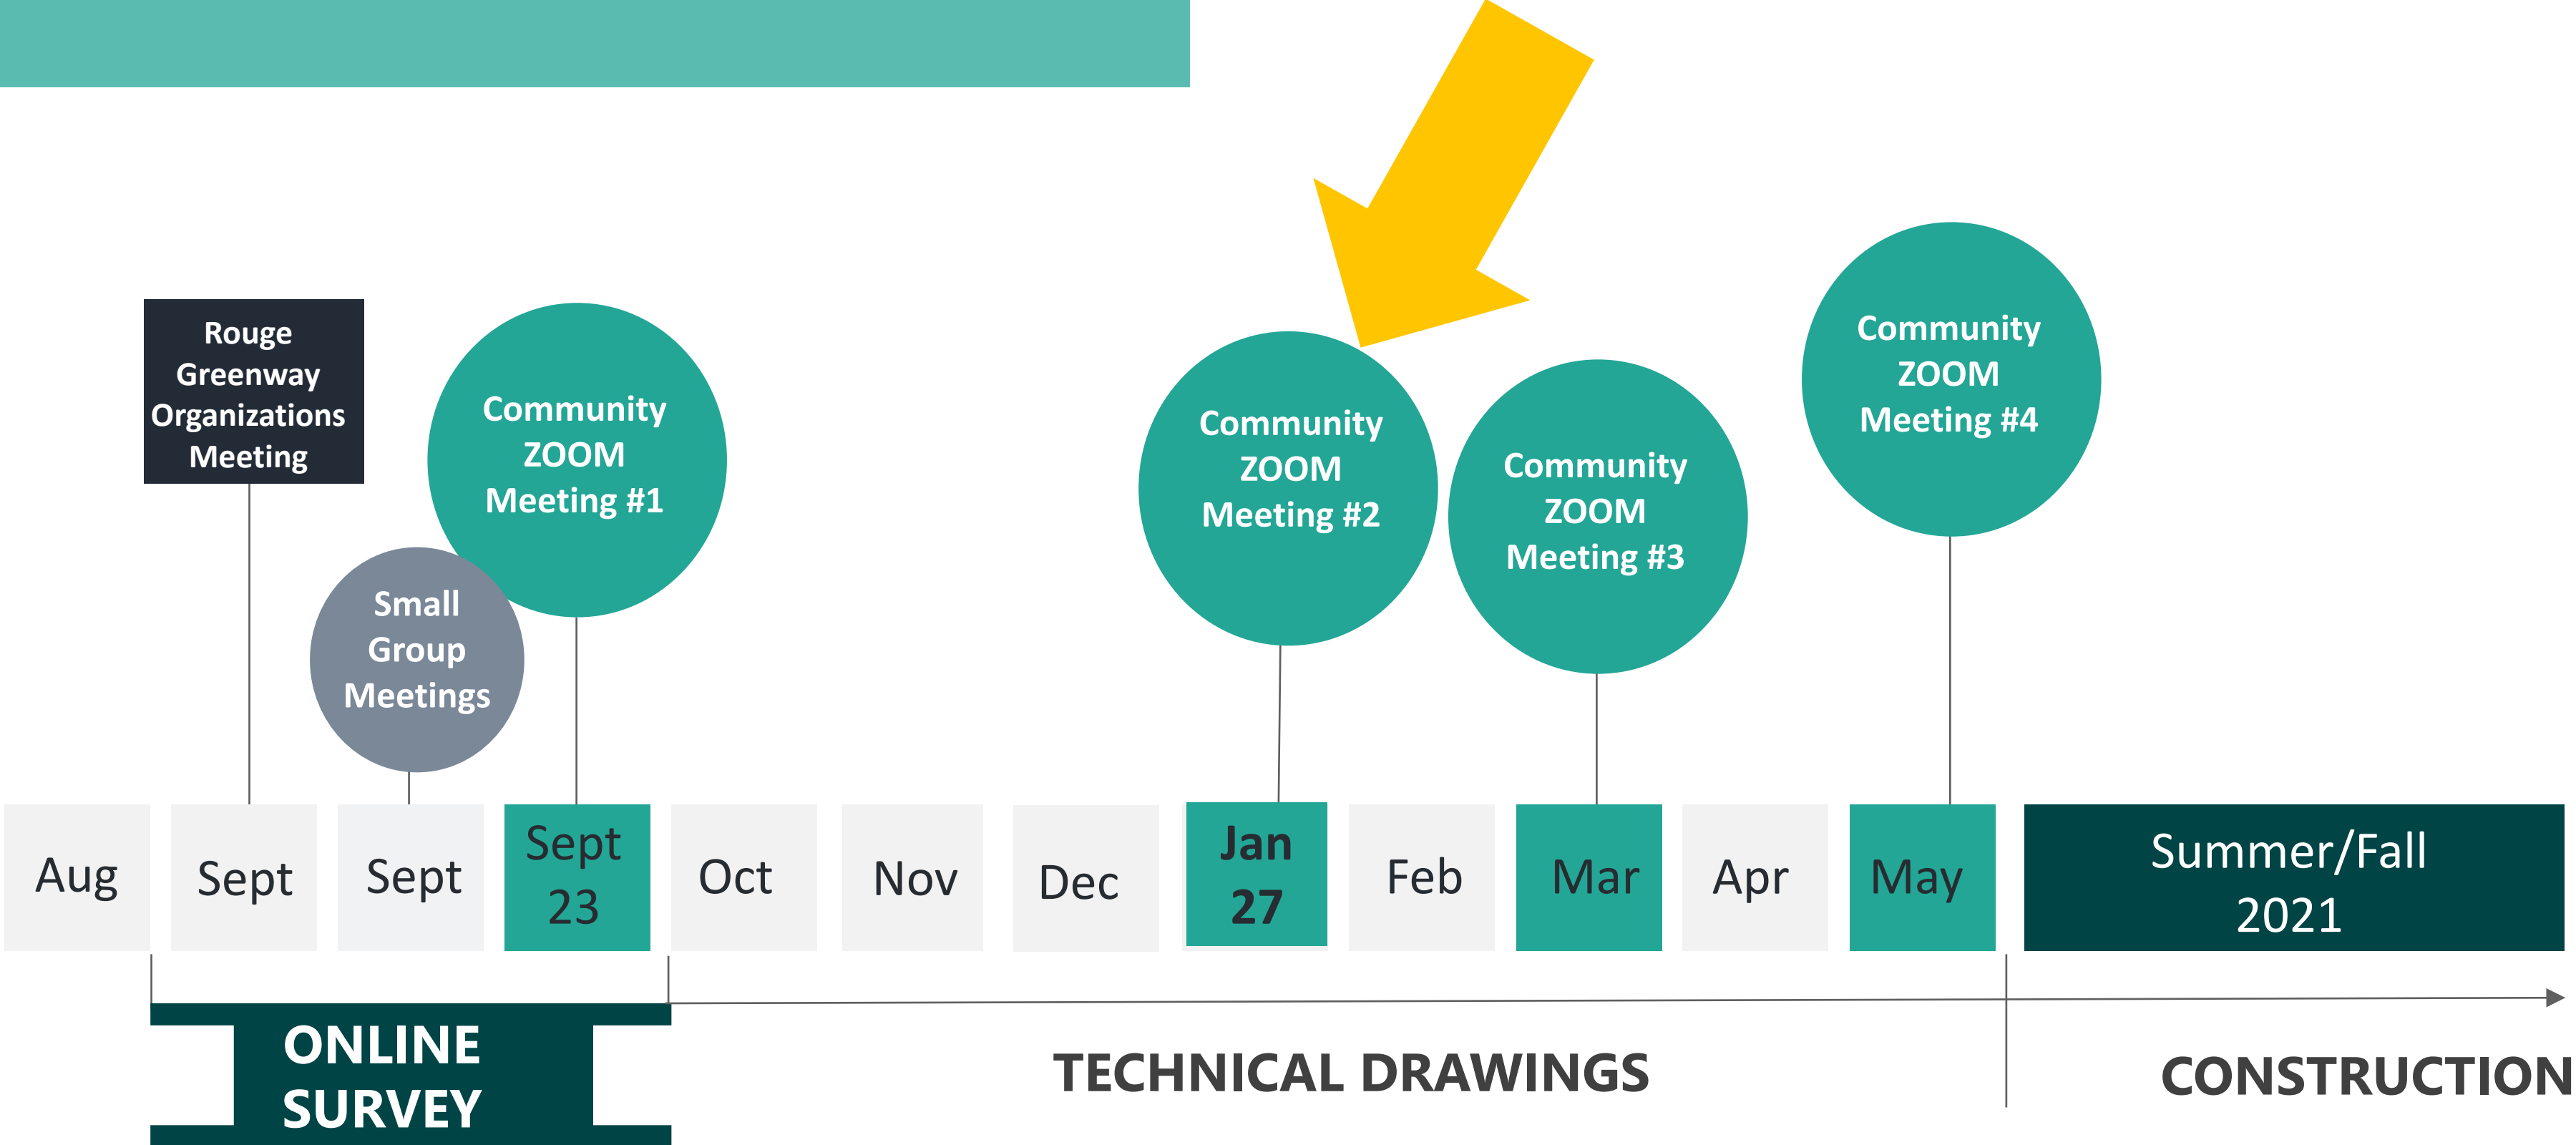 Rouge
Greenway
Organizations
Meeting
Small
Group
Meetings
Community
ZOOM
Meeting #1
Community
ZOOM
Meeting #2
Community
ZOOM
Meeting #3
Community
ZOOM
Meeting #4
Aug
Sept
Sept
Sept
23
Oct
Nov
Dec
Jan
27
Feb
Mar
Apr
May
Summer/Fall
2021
ONLINE
SURVEY
TECHNICAL DRAWINGS
CONSTRUCTION